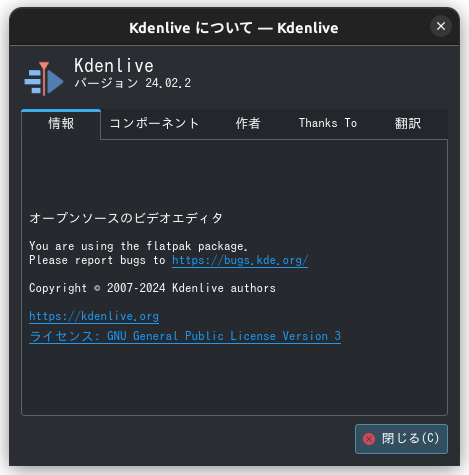 Kdenlive について — Kdenlive
Kdenlive
バージョン 24.02.2
情報 コンポーネント 作者 Thanks To 翻訳
オープンソースのビデオエディタ
You are using the flatpak package.
Please report bugs to https://bugs.kde.org/
Copyright © 2007-2024 Kdenlive authors
https://kdenlive.org
ライセンス: GNU General Public License Version 3
閉じる(C)